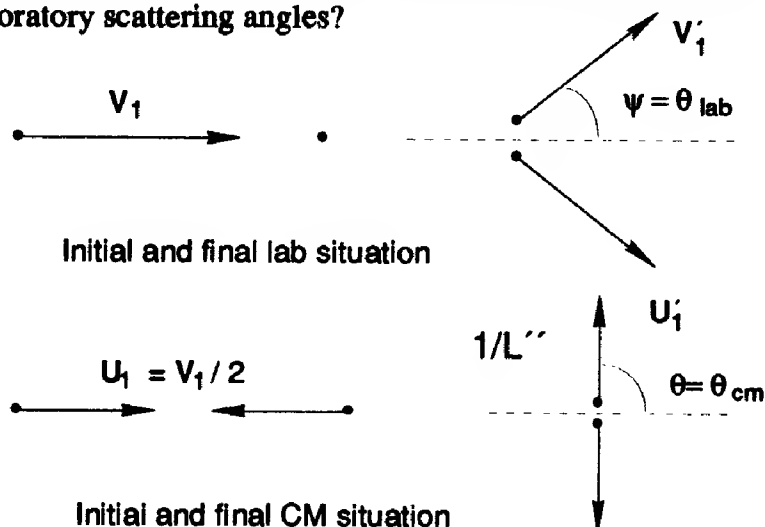 oratory scattering angles?
V₁
V₁′
ψ = θ lab
Initial and final lab situation
U₁ = V₁ / 2
1/L′′
U₁′
θ= θ cm
Initial and final CM situation